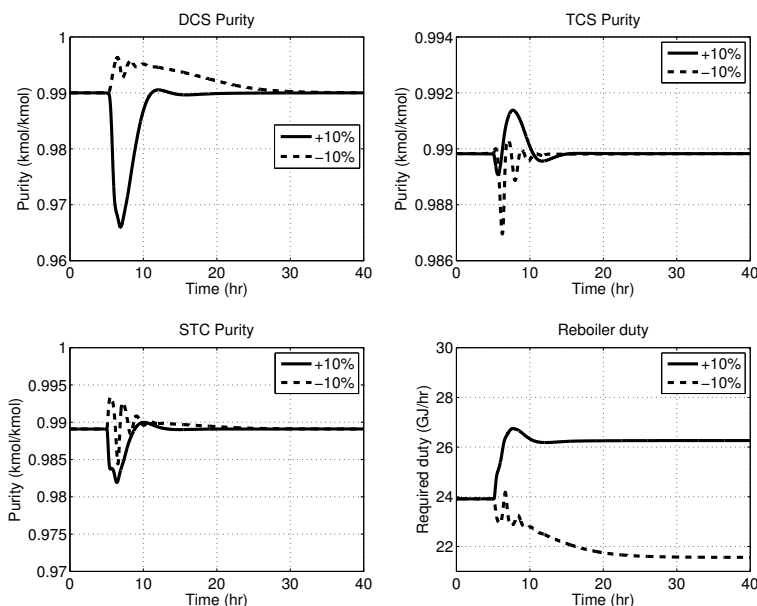 DCS Purity
1
0.99
0.98
0.97
0.96
Purity (kmol/kmol)
+10%
−10%
0 10 20 30 40
Time (hr)
TCS Purity
0.994
0.992
0.99
0.988
0.986
Purity (kmol/kmol)
+10%
−10%
0 10 20 30 40
Time (hr)
STC Purity
1
0.995
0.99
0.985
0.98
0.975
0.97
Purity (kmol/kmol)
+10%
−10%
0 10 20 30 40
Time (hr)
Reboiler duty
30
28
26
24
22
Required duty (GJ/hr)
+10%
−10%
0 10 20 30 40
Time (hr)